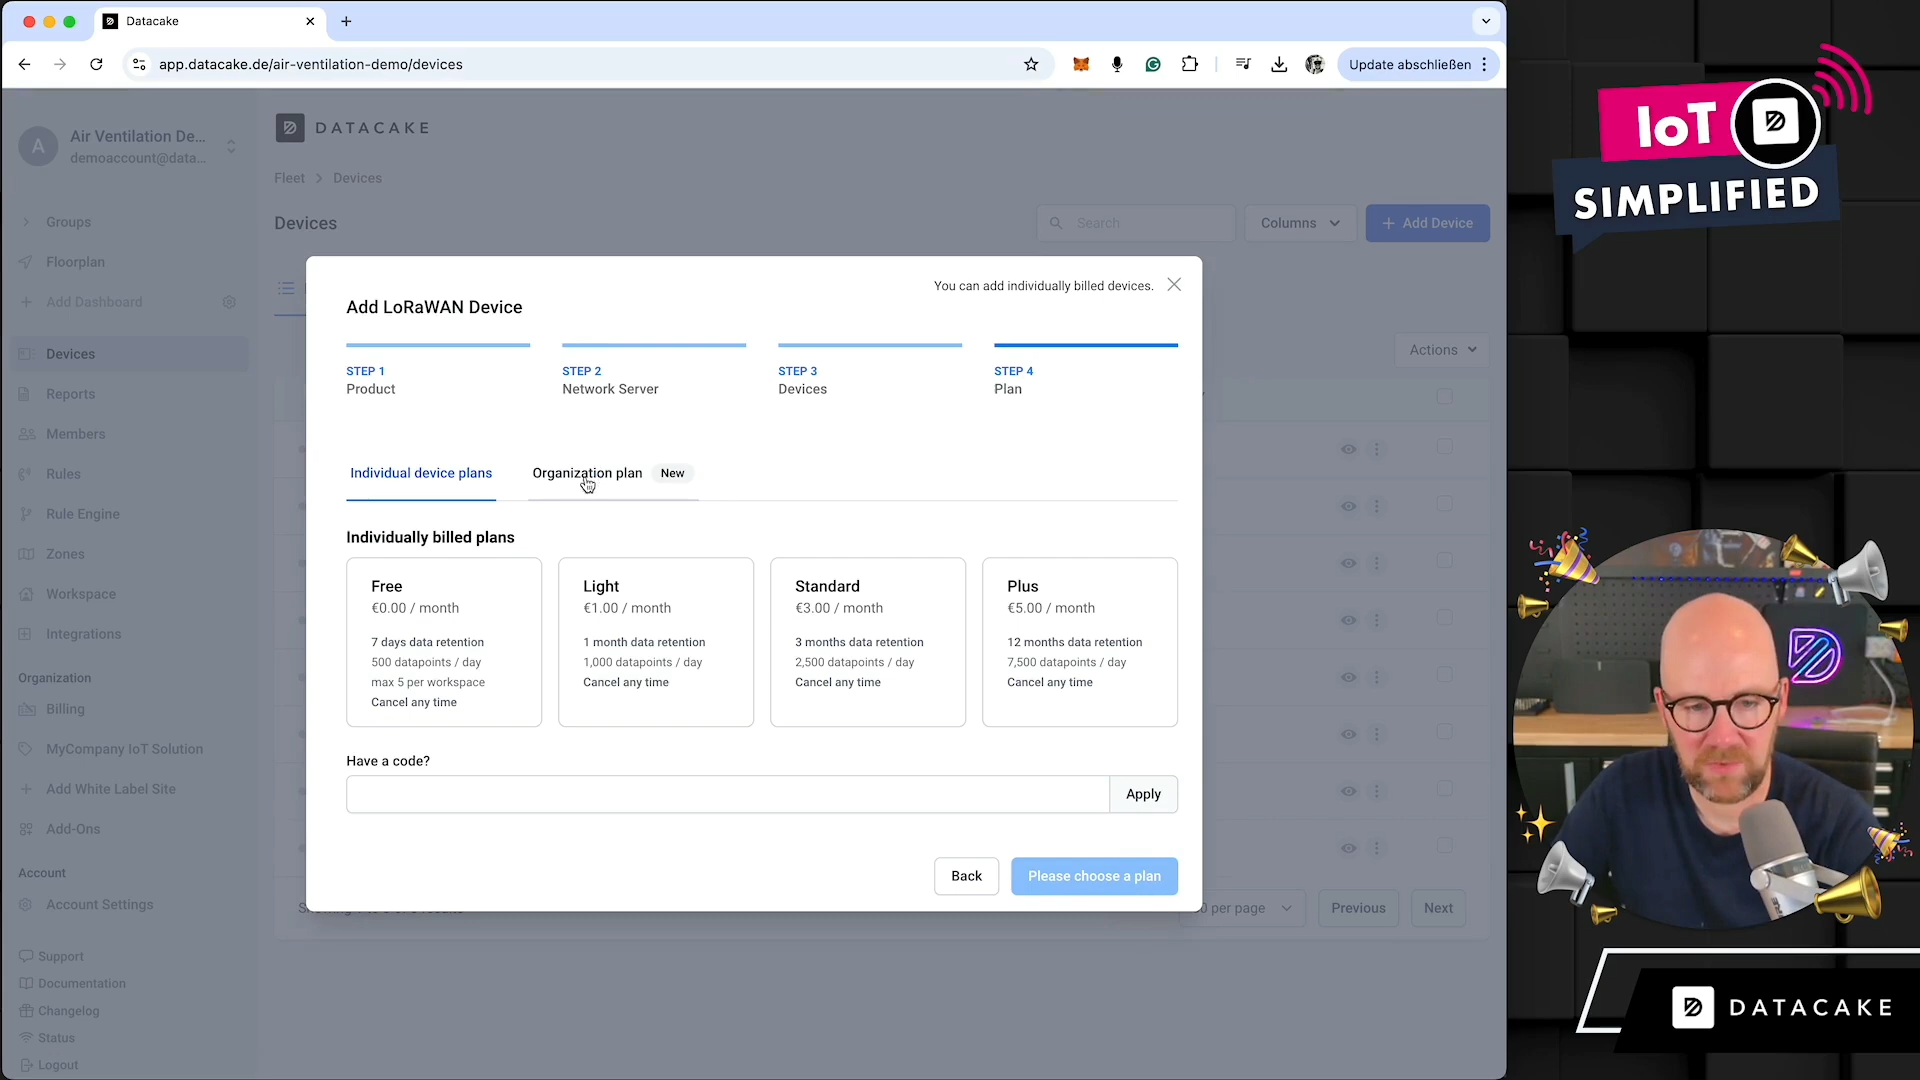 Datacake
app.datacake.de/air-ventilation-demo/devices
Update abschließen
A
Air Ventilation De...
demoaccount@data...
Groups
Floorplan
Add Dashboard
Devices
Reports
Members
Rules
Rule Engine
Zones
Workspace
Integrations
Organization
Billing
MyCompany IoT Solution
Add White Label Site
Add-Ons
Account
Account Settings
Support
Documentation
Changelog
Status
Logout
DATACAKE
Fleet > Devices
Devices
Search
Columns
+ Add Device
Actions
You can add individually billed devices.
Add LoRaWAN Device
STEP 1
Product
STEP 2
Network Server
STEP 3
Devices
STEP 4
Plan
Individual device plans
Organization plan New
Individually billed plans
Free
€0.00 / month
7 days data retention
500 datapoints / day
max 5 per workspace
Cancel any time
Light
€1.00 / month
1 month data retention
1,000 datapoints / day
Cancel any time
Standard
€3.00 / month
3 months data retention
2,500 datapoints / day
Cancel any time
Plus
€5.00 / month
12 months data retention
7,500 datapoints / day
Cancel any time
Have a code?
Apply
Back
Please choose a plan
per page
Previous
Next
IoT
SIMPLIFIED
DATACAKE